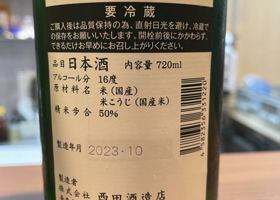 要冷蔵
ご購入後は品質保持の為、直射日光を避け、冷蔵で
の保存をお願いいたします。開栓前後にかかわらず、
できるだけお早めにお召し上がりください。
品目 日本酒 内容量 720ml
アルコール分 16度
原材料名 米(国産)
米こうじ(国産米)
精米歩合 50%
製造年月 2023.10
製造者
株式会社 西田酒造店